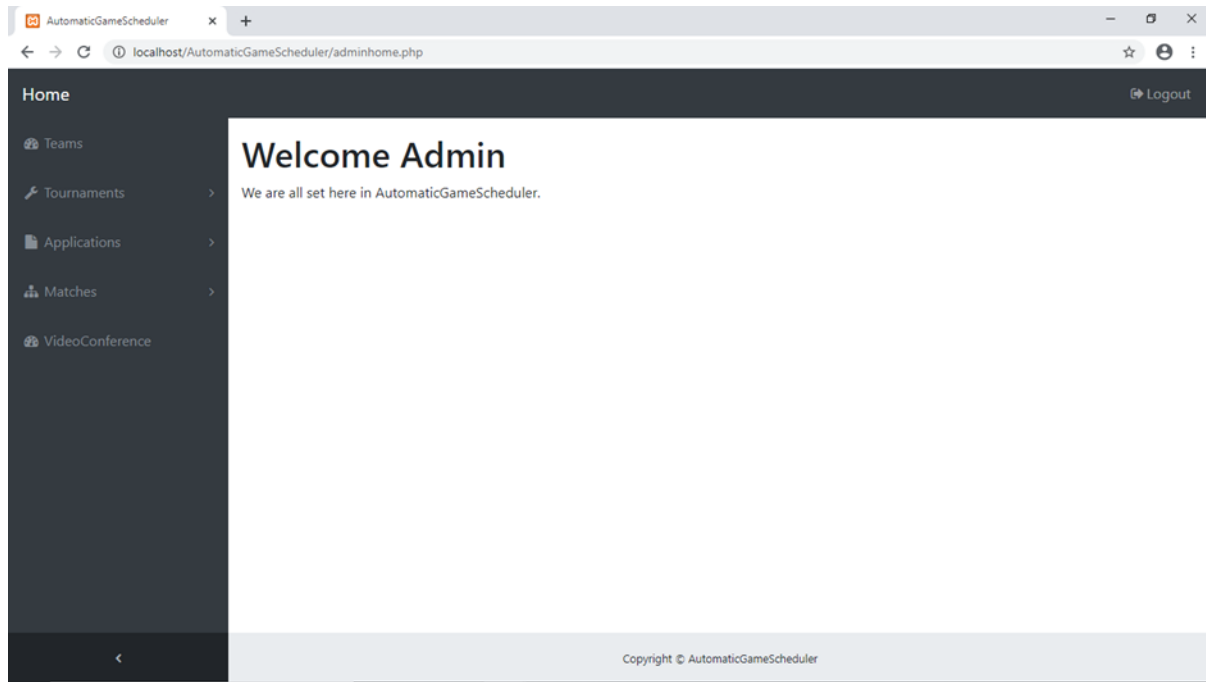 AutomaticGameScheduler
localhost/AutomaticGameScheduler/adminhome.php
Home
Logout
Teams
Tournaments
Applications
Matches
VideoConference
Welcome Admin
We are all set here in AutomaticGameScheduler.
Copyright © AutomaticGameScheduler